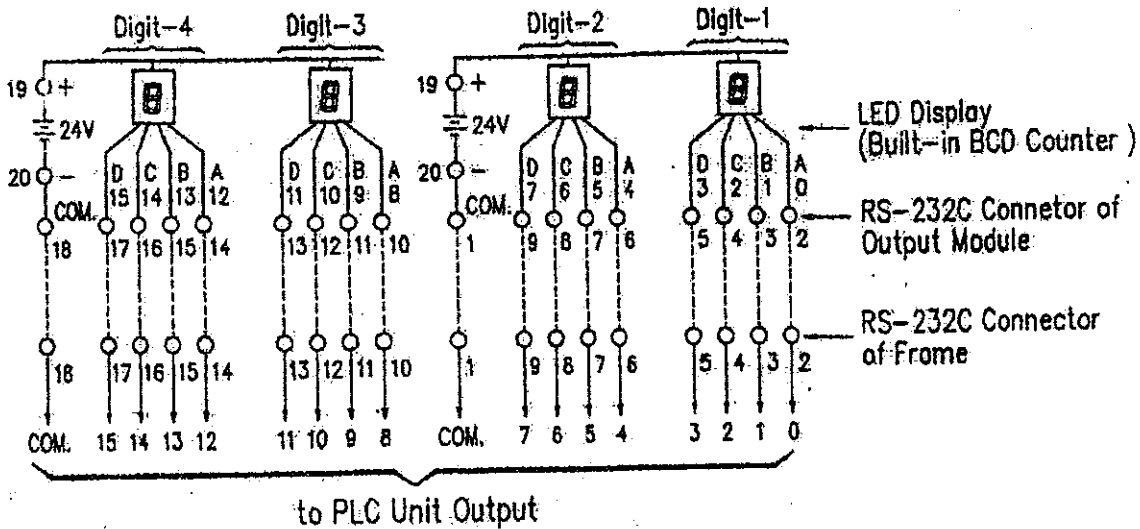 Digit-4 Digit-3 Digit-2 Digit-1
19 + 19 +
24V 24V
20 - 20 -
LED Display
(Built-in BCD Counter )
D C B A D C B A D C B A D C B A
15 14 13 12 11 10 9 8 7 6 5 4 3 2 1 0
COM. COM.
18 17 16 15 14 13 12 11 10 1 9 8 7 6 5 4 3 2
RS-232C Connetor of
Output Module
RS-232C Connector
of Frome
18 17 16 15 14 13 12 11 10 1 9 8 7 6 5 4 3 2
COM. 15 14 13 12 11 10 9 8 COM. 7 6 5 4 3 2 1 0
to PLC Unit Output